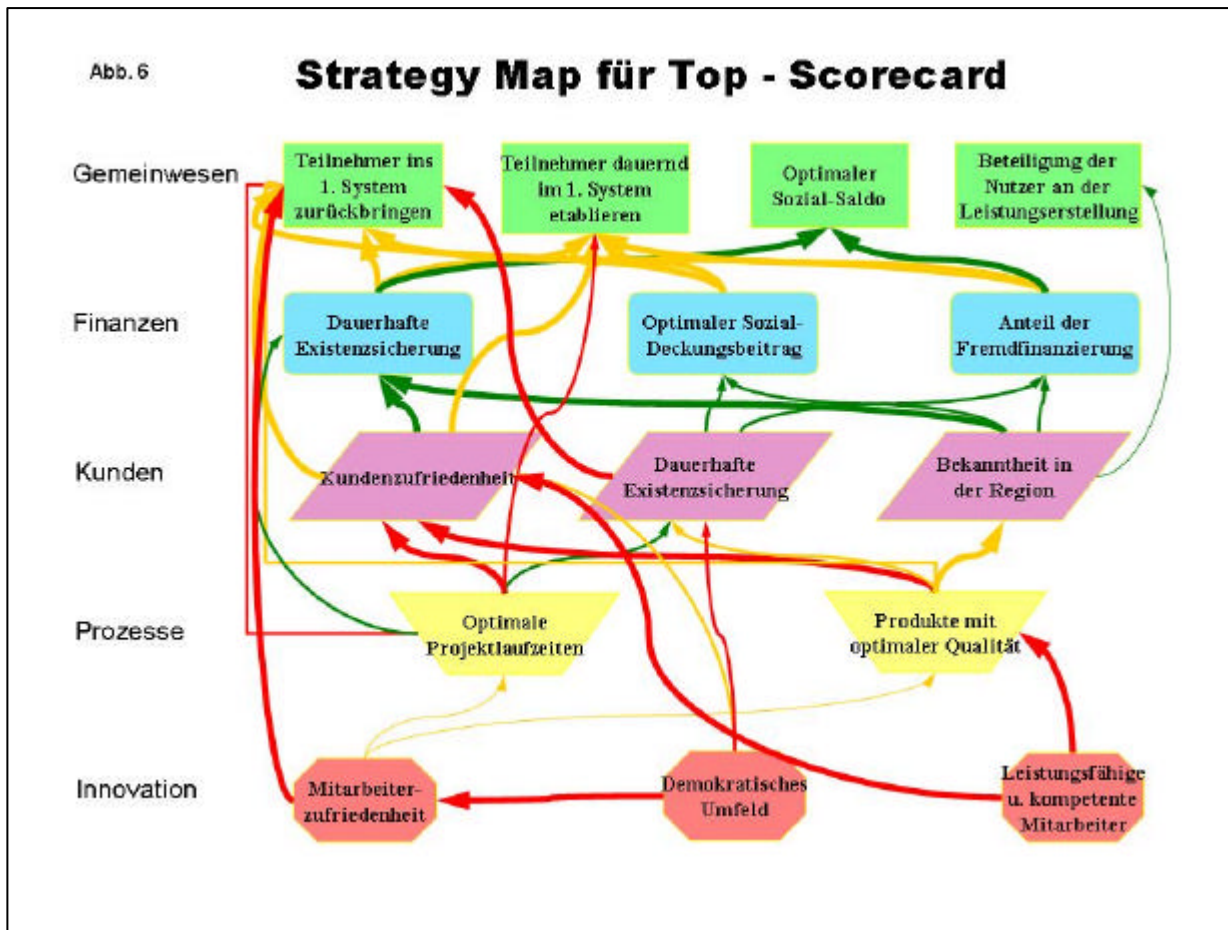 Abb. 6
Strategy Map für Top - Scorecard
Gemeinwesen
Teilnehmer ins
1. System
zurückbringen
Teilnehmer dauernd
im 1. System
etablieren
Optimaler
Sozial-Saldo
Beteiligung der
Nutzer an der
Leistungserstellung
Finanzen
Dauerhafte
Existenzsicherung
Optimaler Sozial-
Deckungsbeitrag
Anteil der
Fremdfinanzierung
Kunden
Kundenzufriedenheit
Dauerhafte
Existenzsicherung
Bekanntheit in
der Region
Prozesse
Optimale
Projektlaufzeiten
Produkte mit
optimaler Qualität
Innovation
Mitarbeiter-
zufriedenheit
Demokratisches
Umfeld
Leistungsfähige
u. kompetente
Mitarbeiter